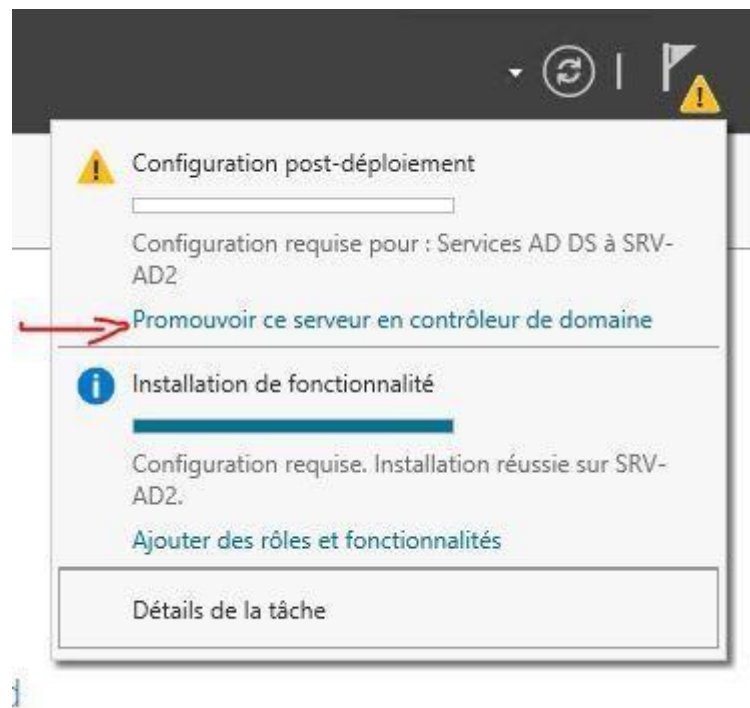 Configuration post-déploiement
Configuration requise pour : Services AD DS à SRV-
AD2
Promouvoir ce serveur en contrôleur de domaine
Installation de fonctionnalité
Configuration requise. Installation réussie sur SRV-
AD2.
Ajouter des rôles et fonctionnalités
Détails de la tâche